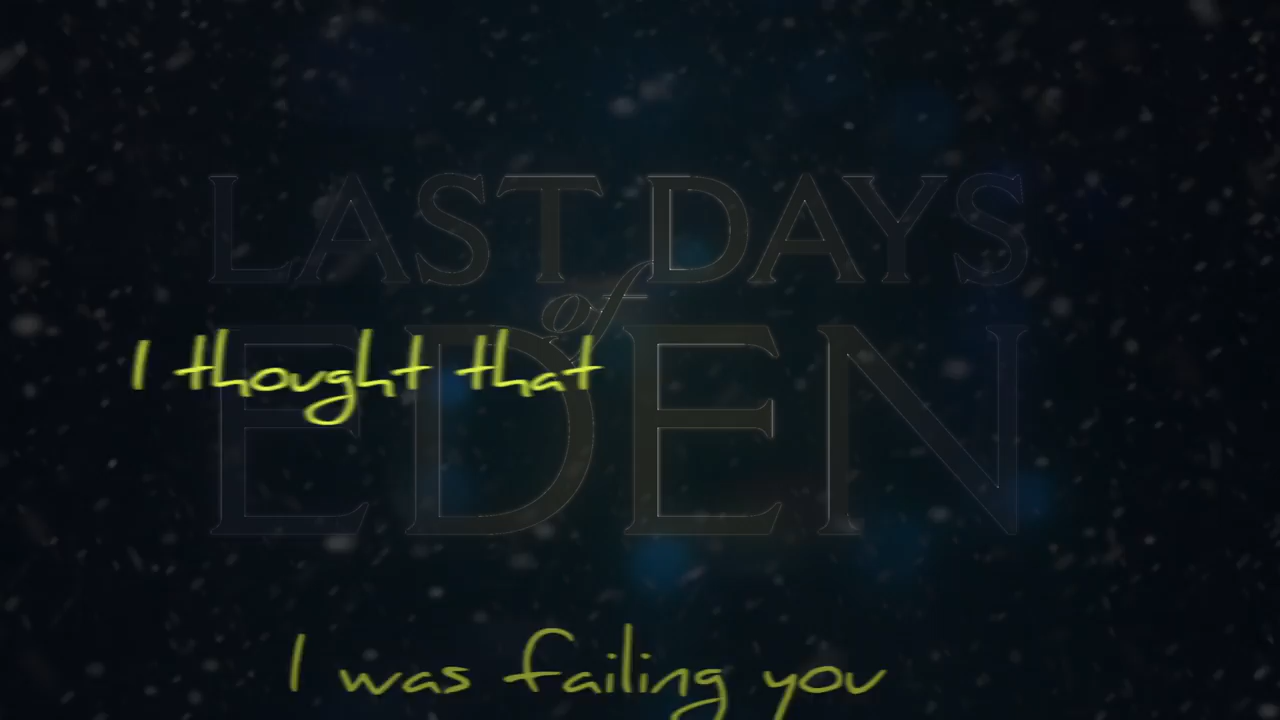 LAST DAYS
of
EDEN
I thought that
I was failing you